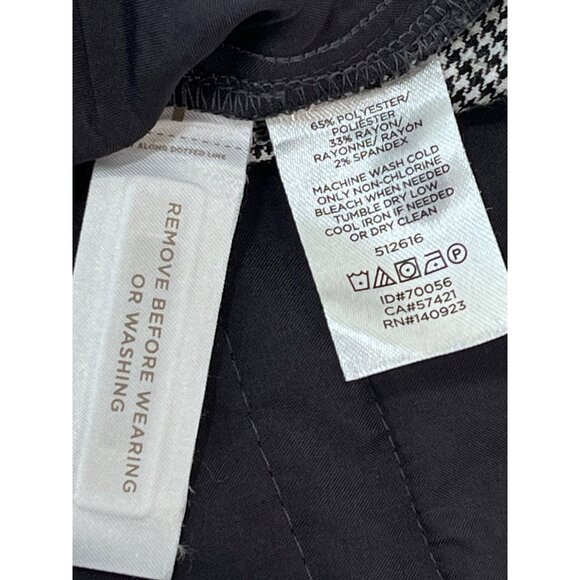 ALONG DOTTED LINE
REMOVE BEFORE WEARING
OR WASHING
65% POLYESTER/
POLIESTER
33% RAYON/
RAYONNE/ RAYÓN
2% SPANDEX
MACHINE WASH COLD
ONLY NON-CHLORINE
BLEACH WHEN NEEDED
TUMBLE DRY LOW
COOL IRON IF NEEDED
OR DRY CLEAN
512616
P
ID#70056
CA#57421
RN#140923